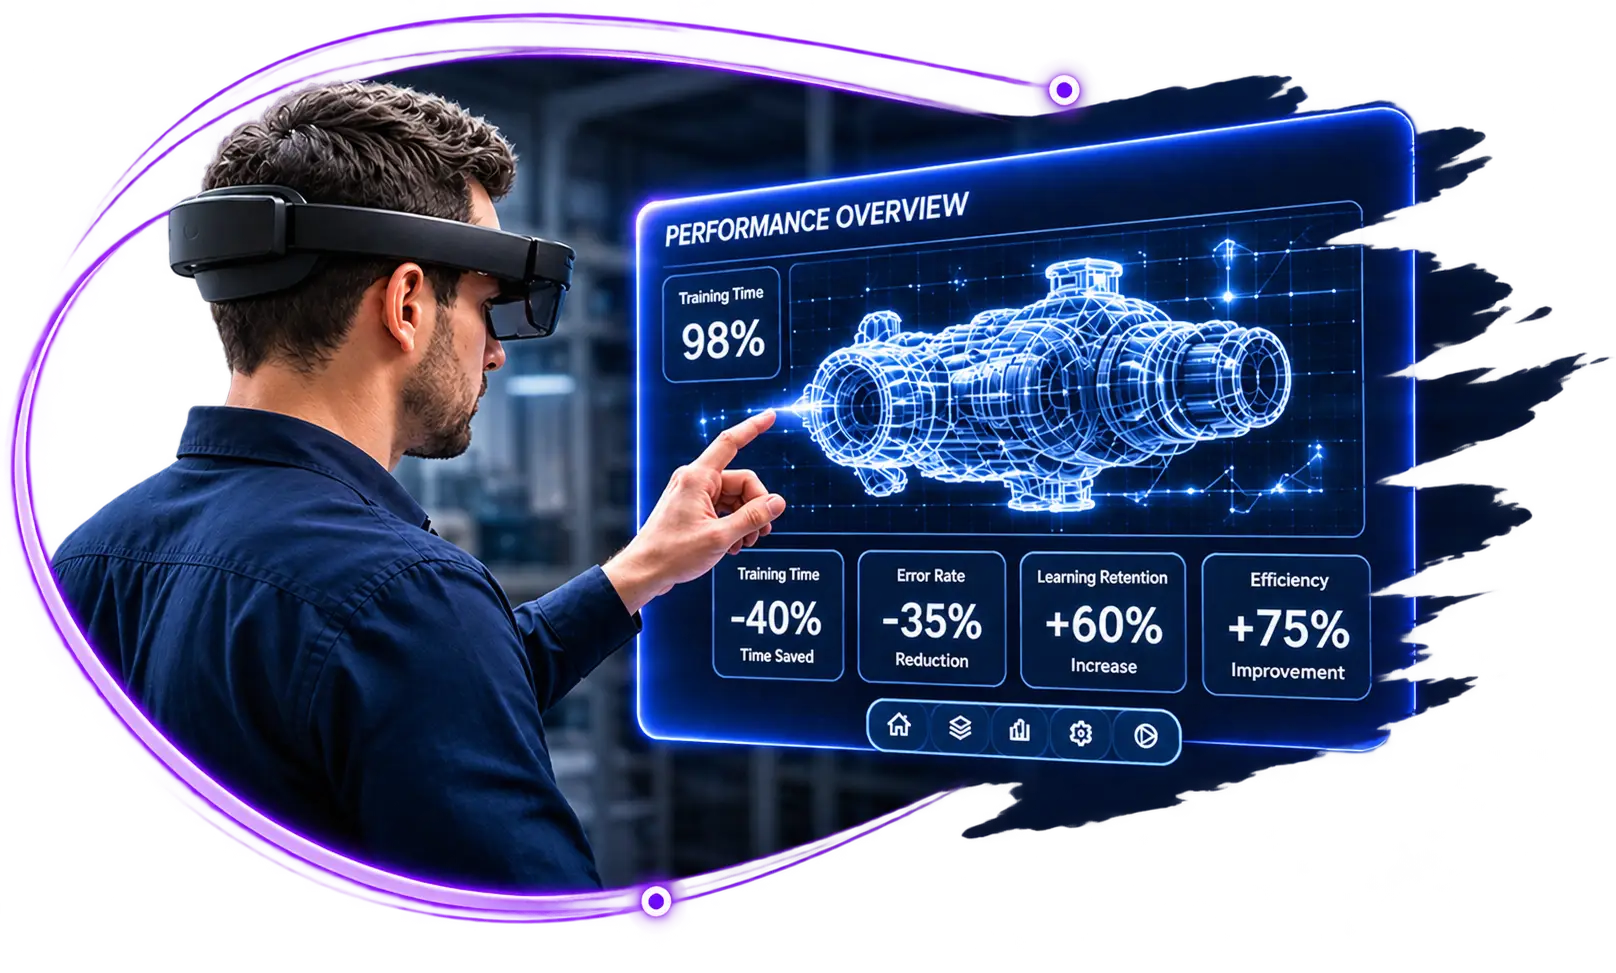 PERFORMANCE OVERVIEW
Training Time
98%
Training Time
-40%
Time Saved
Error Rate
-35%
Reduction
Learning Retention
+60%
Increase
Efficiency
+75%
Improvement